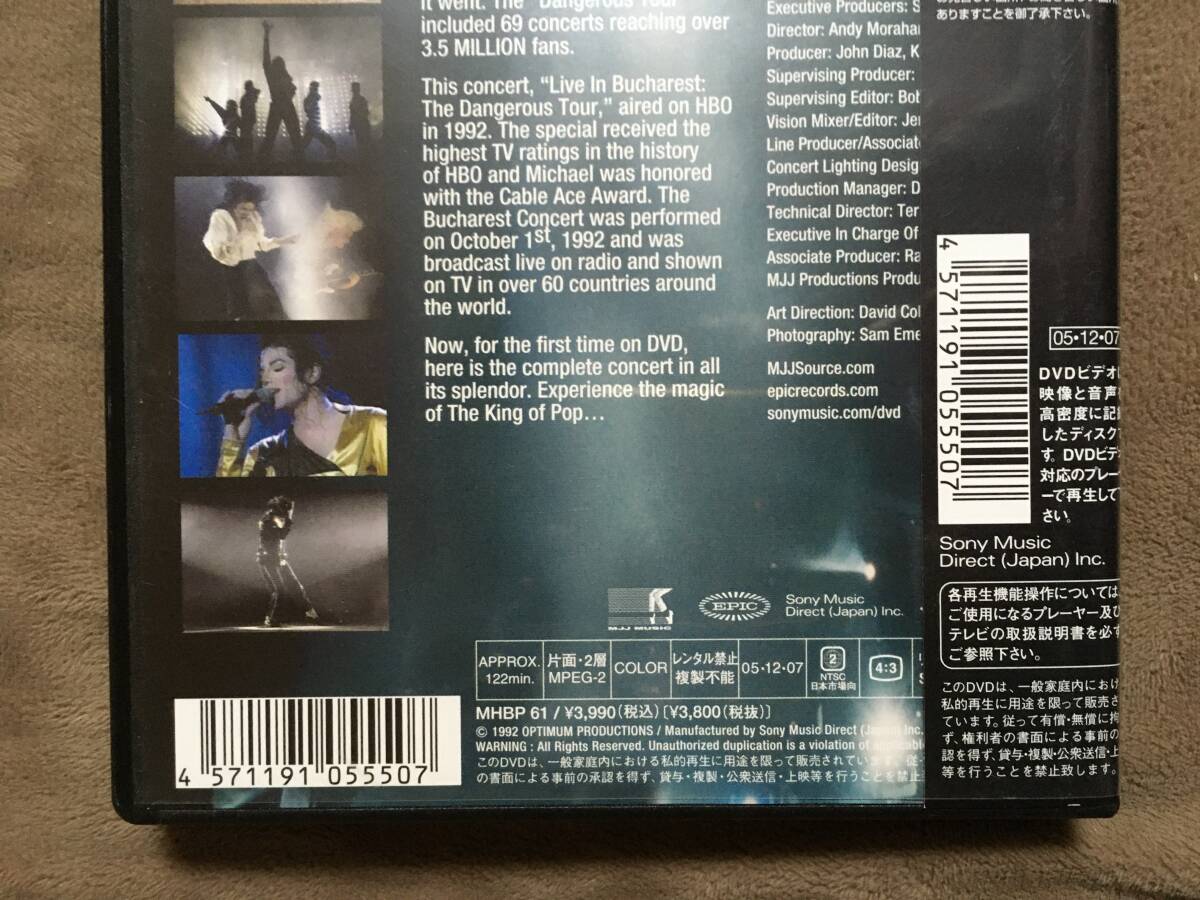 it went. The "Dangerous Tour"
included 69 concerts reaching over
3.5 MILLION fans.
This concert, "Live In Bucharest:
The Dangerous Tour," aired on HBO
in 1992. The special received the
highest TV ratings in the history
of HBO and Michael was honored
with the Cable Ace Award. The
Bucharest Concert was performed
on October 1st, 1992 and was
broadcast live on radio and shown
on TV in over 60 countries around
the world.
Now, for the first time on DVD,
here is the complete concert in all
its splendor. Experience the magic
of The King of Pop...
Executive Producers: S
Director: Andy Moraha
Producer: John Diaz, K
Supervising Producer:
Supervising Editor: Bob
Vision Mixer/Editor: Jer
Line Producer/Associate
Concert Lighting Desig
Production Manager: D
Technical Director: Ter
Executive In Charge Of
Associate Producer: Ra
MJJ Productions Produ
Art Direction: David Col
Photography: Sam Eme
MJJSource.com
epicrecords.com
sonymusic.com/dvd
MJJ MUSIC
EPIC
Sony Music
Direct (Japan) Inc.
APPROX.
122min.
片面・2層
MPEG-2
COLOR
レンタル禁止
複製不能
05・12・07
2
NTSC
日本市場向
4:3
MHBP 61 / ¥3,990(税込)[¥3,800(税抜)]
© 1992 OPTIMUM PRODUCTIONS / Manufactured by Sony Music Direct (Japan) Inc.
WARNING : All Rights Reserved. Unauthorized duplication is a violation of applicable
このDVDは、一般家庭内における私的再生に用途を限って販売されています。従っ
の書面による事前の承認を得ず、貸与・複製・公衆送信・上映等を行うことを禁止
4 571191 055507
ありますことを御了承下さい。
4 571191 055507
05・12・07
DVDビデオは
映像と音声を
高密度に記録
したディスクで
す。DVDビデオ
対応のプレーヤ
ーで再生して
さい。
Sony Music
Direct (Japan) Inc.
各再生機能操作については
ご使用になるプレーヤー及び
テレビの取扱説明書を必ず
ご参照下さい。
このDVDは、一般家庭内におけ
私的再生に用途を限って販売さ
ています。従って有償・無償に拘
ず、権利者の書面による事前の
認を得ず、貸与・複製・公衆送信・上
等を行うことを禁止致します。